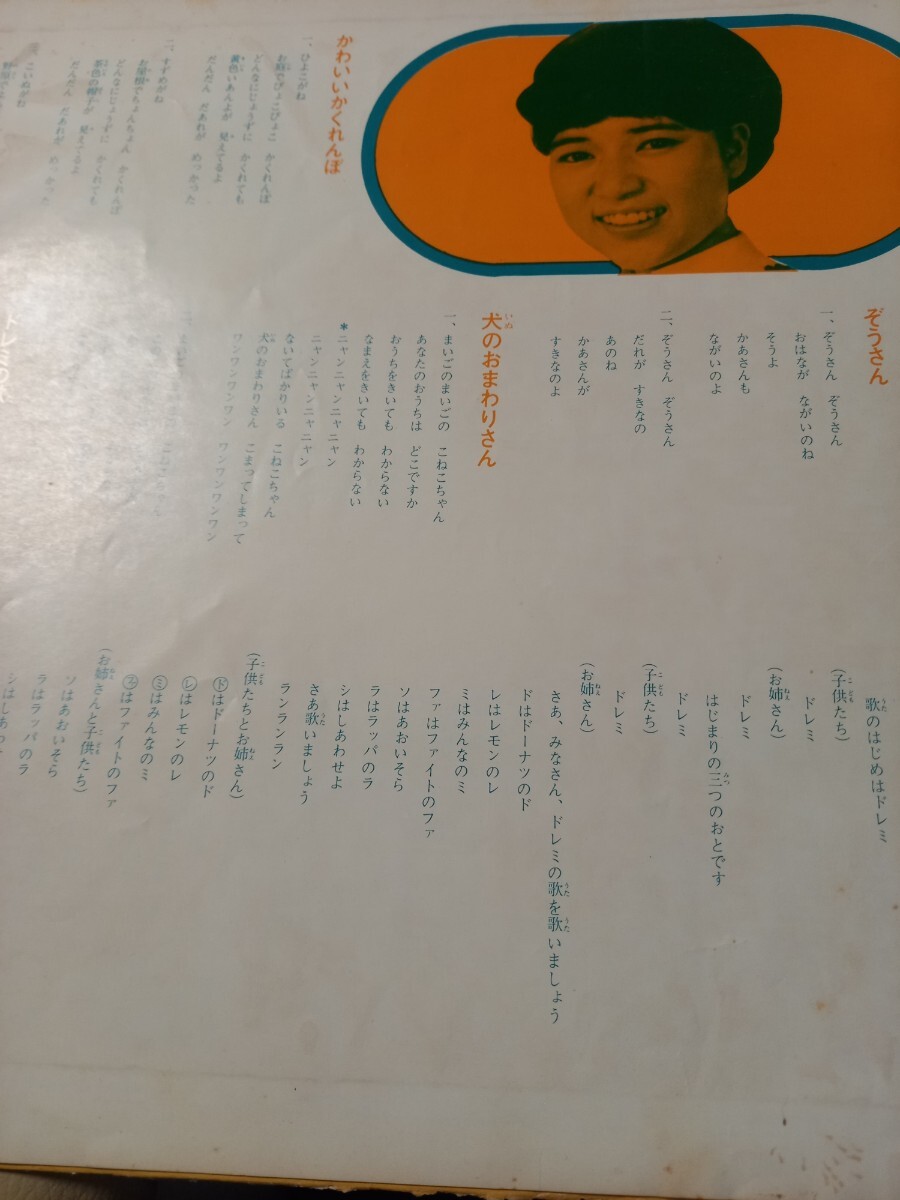 ぞうさん
一、ぞうさん　ぞうさん
おはなが　ながいのね
そうよ
かあさんも
ながいのよ
二、ぞうさん　ぞうさん
だれが　すきなの
あのね
かあさんが
すきなのよ
犬のおまわりさん
一、まいごのまいごの　こねこちゃん
あなたのおうちは　どこですか
おうちをきいても　わからない
なまえをきいても　わからない
*ニャンニャンニャニャン
ニャンニャンニャニャン
ないてばかりいる　こねこちゃん
犬のおまわりさん　こまってしまって
ワンワンワンワン　ワンワンワンワン
かわいいかくれんぼ
一、ひよこがね
お庭でぴょこぴょこ　かくれんぼ
どんなにじょうずに　かくれても
黄色いあんよが　見えてるよ
だんだん　だあれが　めっかった
二、すずめがね
お屋根でちょんちょん　かくれんぼ
どんなにじょうずに　かくれても
茶色の帽子が　見えてるよ
だんだん　だあれが　めっかった
こいぬがね
歌のはじめはドレミ
(子供たち)
ドレミ
(お姉さん)
ドレミ
はじまりの三つのおとです
ドレミ
(子供たち)
ドレミ
(お姉さん)
さあ、みなさん、ドレミの歌を歌いましょう
ドはドーナツのド
レはレモンのレ
ミはみんなのミ
ファはファイトのファ
ソはあおいそら
ラはラッパのラ
シはしあわせよ
さあ歌いましょう
ランランラン
(子供たちとお姉さん)
ドはドーナツのド
レはレモンのレ
ミはみんなのミ
ファはファイトのファ
(お姉さんと子供たち)
ソはあおいそら
ラはラッパのラ